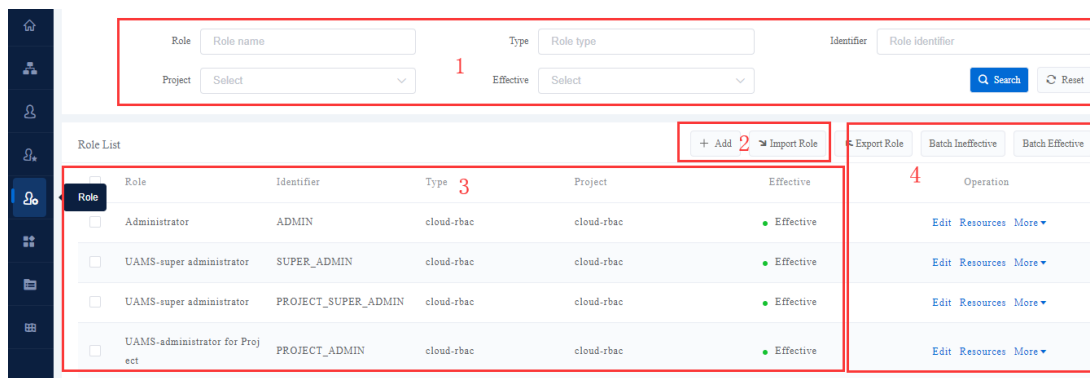 Role Role name Type Role type Identifier Role identifier
1
Project Select Effective Select Search Reset
Role List + Add 2 Import Role Export Role Batch Ineffective Batch Effective
Role
Role Identifier Type 3 Project Effective 4 Operation
Administrator ADMIN cloud-rbac cloud-rbac Effective Edit Resources More
UAMS-super administrator SUPER_ADMIN cloud-rbac cloud-rbac Effective Edit Resources More
UAMS-super administrator PROJECT_SUPER_ADMIN cloud-rbac cloud-rbac Effective Edit Resources More
UAMS-administrator for Proj
ect PROJECT_ADMIN cloud-rbac cloud-rbac Effective Edit Resources More